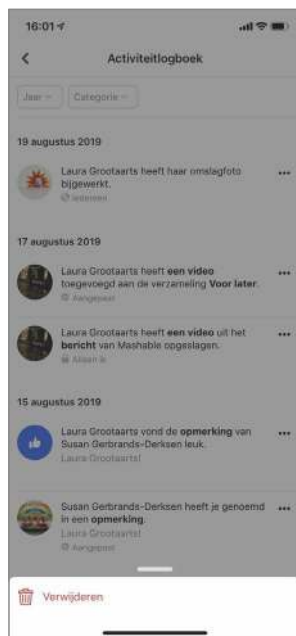 16:01
Activiteitlogboek
Jaar
Categorie
19 augustus 2019
Laura Grootaarts heeft haar omslagfoto
bijgewerkt.
Iedereen
17 augustus 2019
Laura Grootaarts heeft een video
toegevoegd aan de verzameling Voor later.
Aangepast
Laura Grootaarts heeft een video uit het
bericht van Mashable opgeslagen.
Alleen ik
15 augustus 2019
Laura Grootaarts vond de opmerking van
Susan Gerbrands-Derksen leuk.
Laura Grootaarts!
Susan Gerbrands-Derksen heeft je genoemd
in een opmerking.
Laura Grootaarts!
Aangepast
Verwijderen